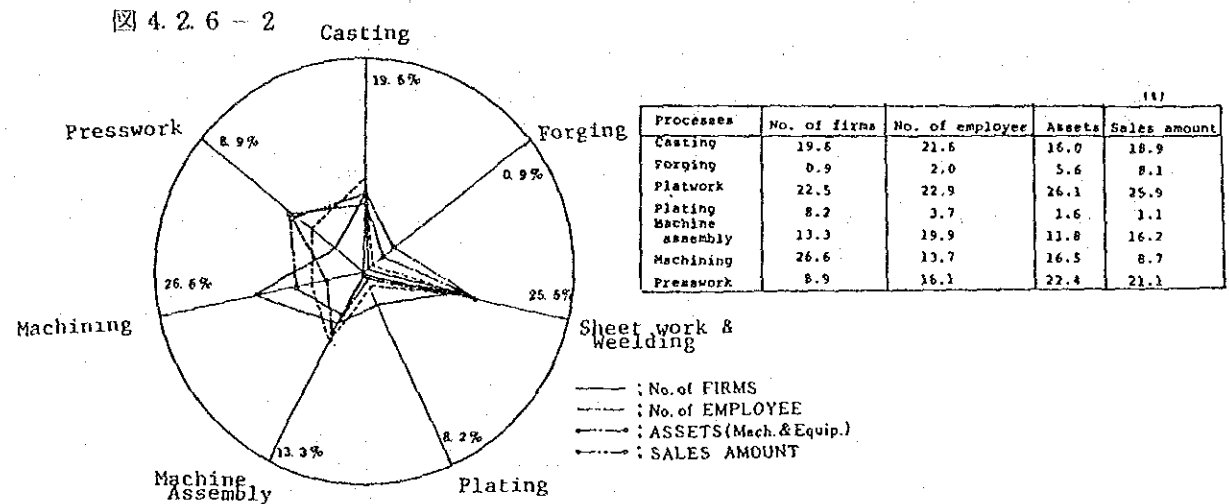 図 4.2.6 - 2
Casting
19.6%
Forging
0.9%
Presswork
8.9%
26.6%
Machining
25.5%
Sheet work &
Weelding
13.3%
Machine
Assembly
8.2%
Plating
: No. of FIRMS
: No. of EMPLOYEE
: ASSETS (Mach. & Equip.)
: SALES AMOUNT
Processes No. of firms No. of employee Assets Sales amount
Casting 19.6 21.6 16.0 18.9
Forging 0.9 2.0 5.6 8.1
Platwork 22.5 22.9 26.1 25.9
Plating 8.2 3.7 1.6 1.1
Machine
assembly 13.3 19.9 11.8 16.2
Machining 26.6 13.7 16.5 8.7
Presswork 8.9 16.1 22.4 21.1